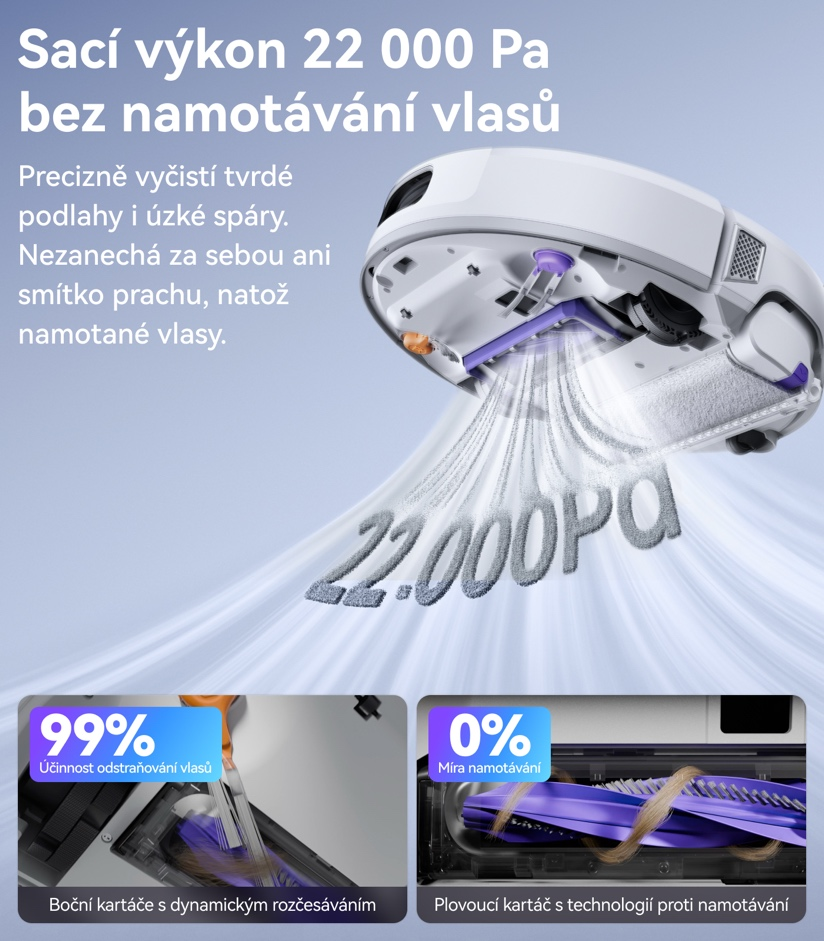 Sací výkon 22 000 Pa
bez namotávání vlasů
Precizně vyčistí tvrdé
podlahy i úzké spáry.
Nezanechá za sebou ani
smítko prachu, natož
namotané vlasy.
22.000Pa
99%
Účinnost odstraňování vlasů
0%
Míra namotávání
Boční kartáče s dynamickým rozčesáváním
Plovoucí kartáč s technologií proti namotávání